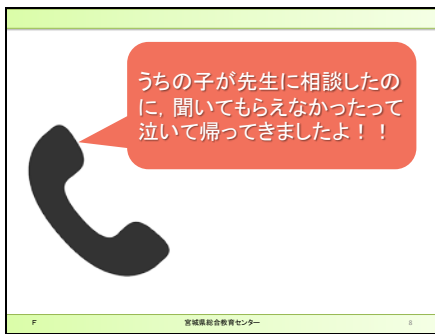 うちの子が先生に相談したの
に，聞いてもらえなかったって
泣いて帰ってきましたよ！！
F
宮城県総合教育センター
8